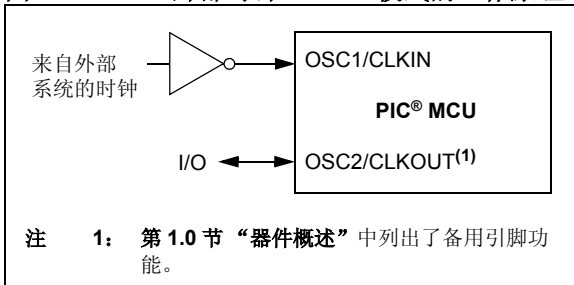 来自外部
系统的时钟
OSC1/CLKIN
PIC® MCU
I/O
OSC2/CLKOUT(1)
注 1： 第 1.0 节 “器件概述”中列出了备用引脚功
能。